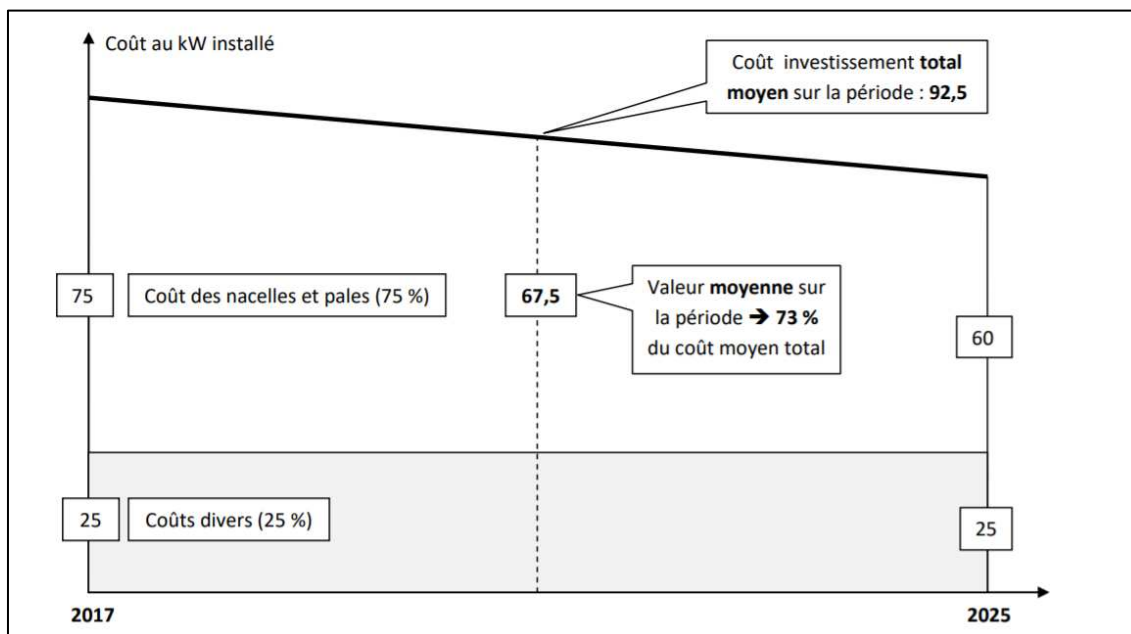 Coût au kW installé
Coût investissement total
moyen sur la période : 92,5
75
Coût des nacelles et pales (75 %)
67,5
Valeur moyenne sur
la période ➔ 73 %
du coût moyen total
60
25
Coûts divers (25 %)
25
2017
2025